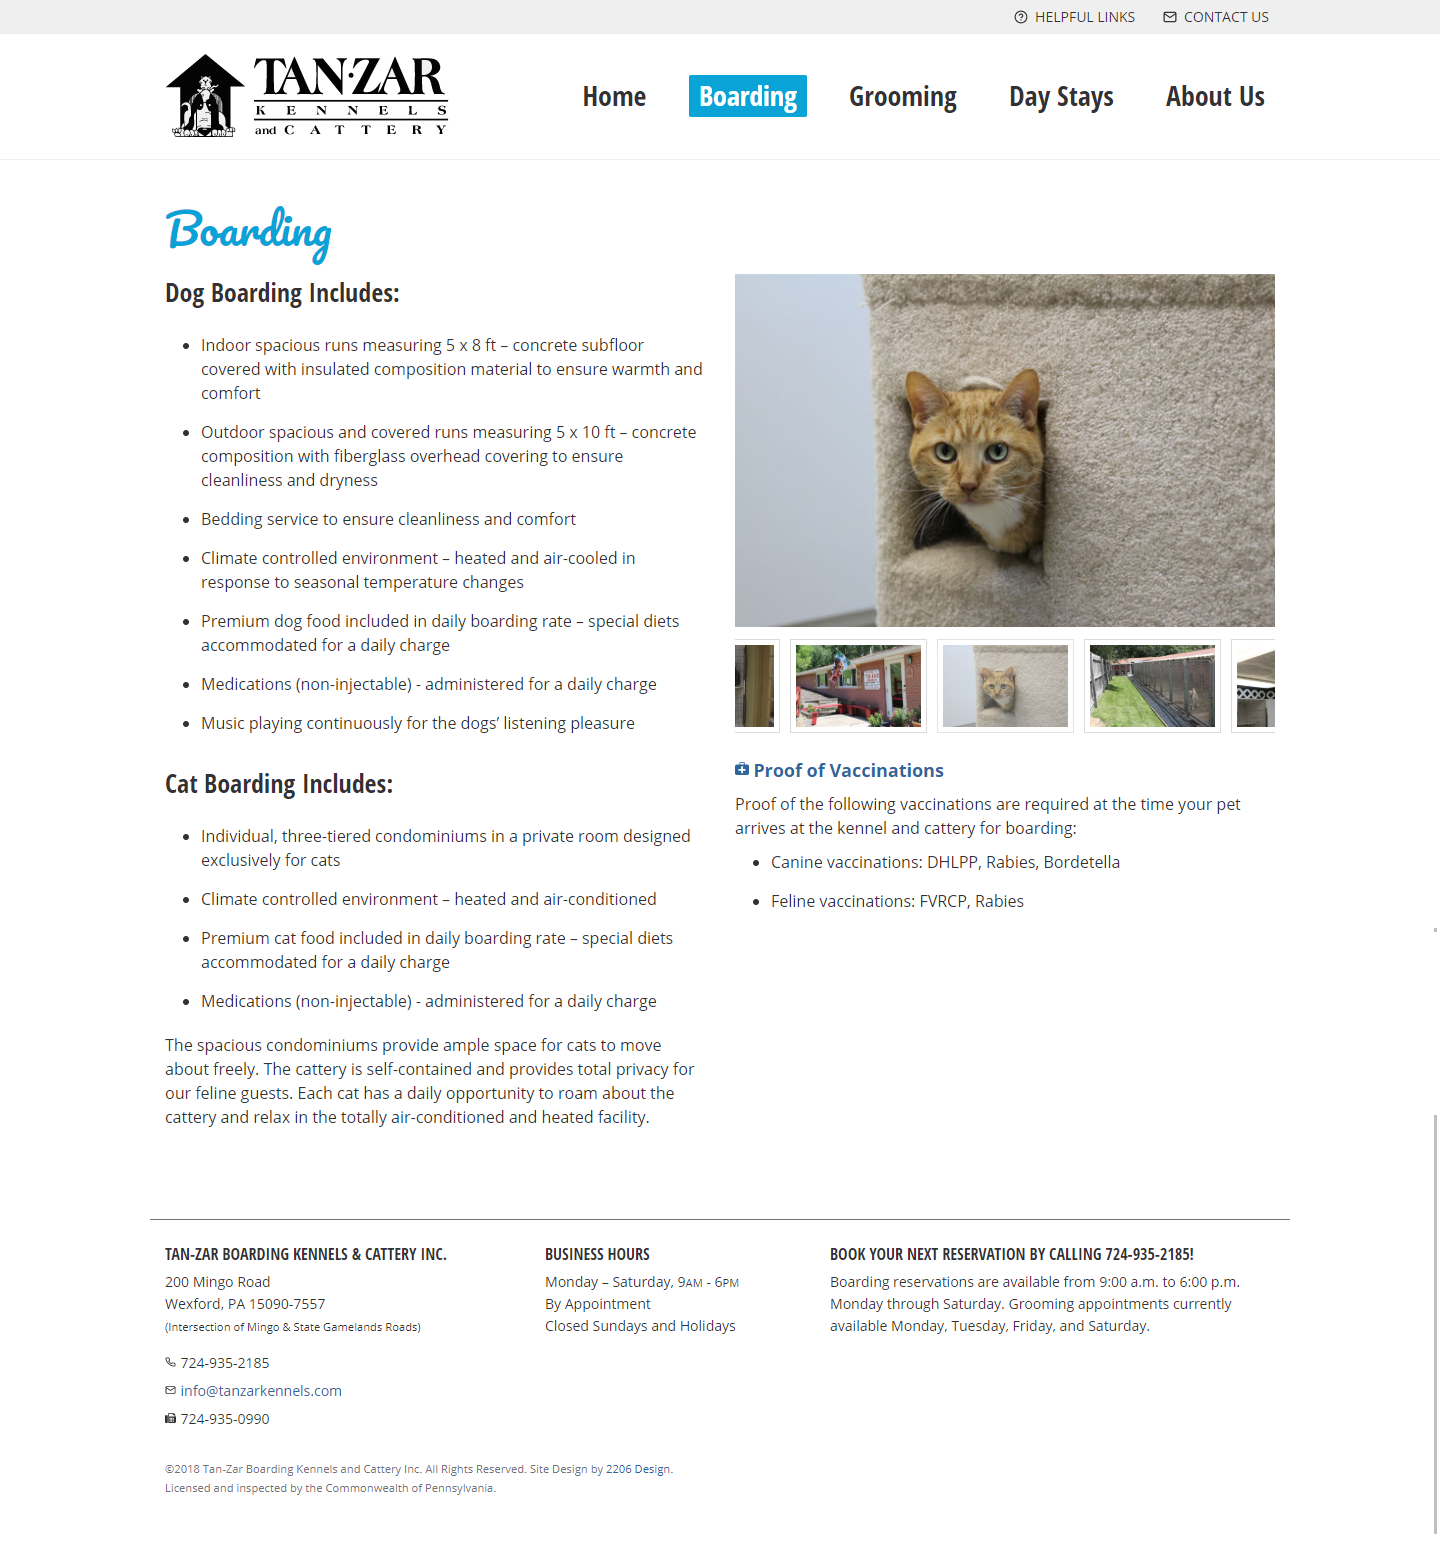 HELPFUL LINKS
CONTACT US
TAN·ZAR
KENNELS
and CATTERY
Home
Boarding
Grooming
Day Stays
About Us
Boarding
Dog Boarding Includes:
• Indoor spacious runs measuring 5 x 8 ft – concrete subfloor
covered with insulated composition material to ensure warmth and
comfort
• Outdoor spacious and covered runs measuring 5 x 10 ft – concrete
composition with fiberglass overhead covering to ensure
cleanliness and dryness
• Bedding service to ensure cleanliness and comfort
• Climate controlled environment – heated and air-cooled in
response to seasonal temperature changes
• Premium dog food included in daily boarding rate – special diets
accommodated for a daily charge
• Medications (non-injectable) - administered for a daily charge
• Music playing continuously for the dogs’ listening pleasure
Cat Boarding Includes:
• Individual, three-tiered condominiums in a private room designed
exclusively for cats
• Climate controlled environment – heated and air-conditioned
• Premium cat food included in daily boarding rate – special diets
accommodated for a daily charge
• Medications (non-injectable) - administered for a daily charge
The spacious condominiums provide ample space for cats to move
about freely. The cattery is self-contained and provides total privacy for
our feline guests. Each cat has a daily opportunity to roam about the
cattery and relax in the totally air-conditioned and heated facility.
Proof of Vaccinations
Proof of the following vaccinations are required at the time your pet
arrives at the kennel and cattery for boarding:
• Canine vaccinations: DHLPP, Rabies, Bordetella
• Feline vaccinations: FVRCP, Rabies
TAN-ZAR BOARDING KENNELS & CATTERY INC.
200 Mingo Road
Wexford, PA 15090-7557
(Intersection of Mingo & State Gamelands Roads)
724-935-2185
info@tanzarkennels.com
724-935-0990
BUSINESS HOURS
Monday – Saturday, 9AM - 6PM
By Appointment
Closed Sundays and Holidays
BOOK YOUR NEXT RESERVATION BY CALLING 724-935-2185!
Boarding reservations are available from 9:00 a.m. to 6:00 p.m.
Monday through Saturday. Grooming appointments currently
available Monday, Tuesday, Friday, and Saturday.
©2018 Tan-Zar Boarding Kennels and Cattery Inc. All Rights Reserved. Site Design by 2206 Design.
Licensed and inspected by the Commonwealth of Pennsylvania.